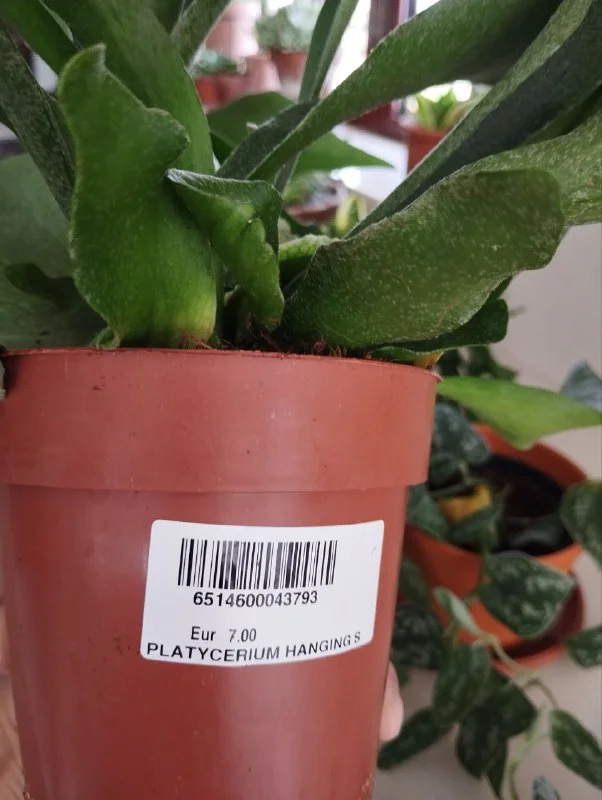 6514600043793
Eur 7.00
PLATYCERIUM HANGING S